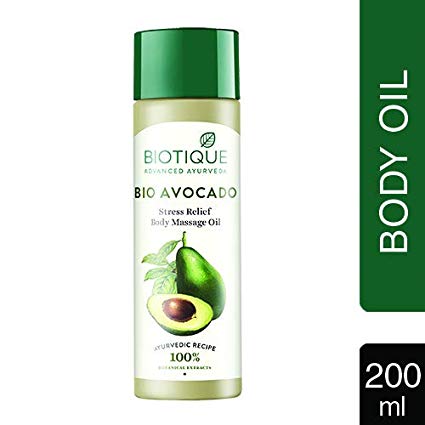 BIOTIQUE
ADVANCED AYURVEDA
BIO AVOCADO
Stress Relief
Body Massage Oil
AYURVEDIC RECIPE
100%
BOTANICAL EXTRACTS
BODY OIL
200
ml